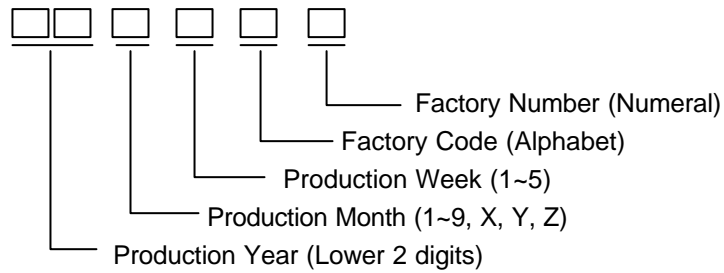 Factory Number (Numeral)
Factory Code (Alphabet)
Production Week (1~5)
Production Month (1~9, X, Y, Z)
Production Year (Lower 2 digits)